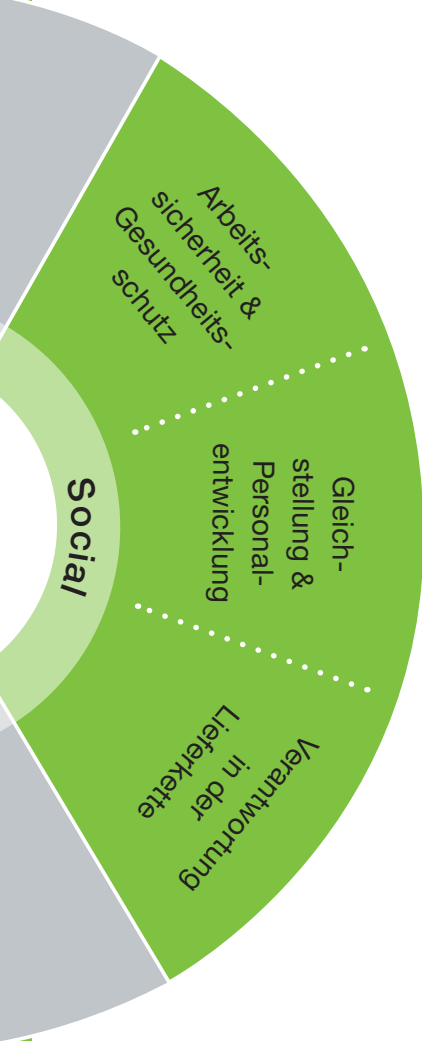 Arbeits-
sicherheit &
Gesundheits-
schutz
Gleich-
stellung &
Personal-
entwicklung
Verantwortung
in der
Lieferkette
Social